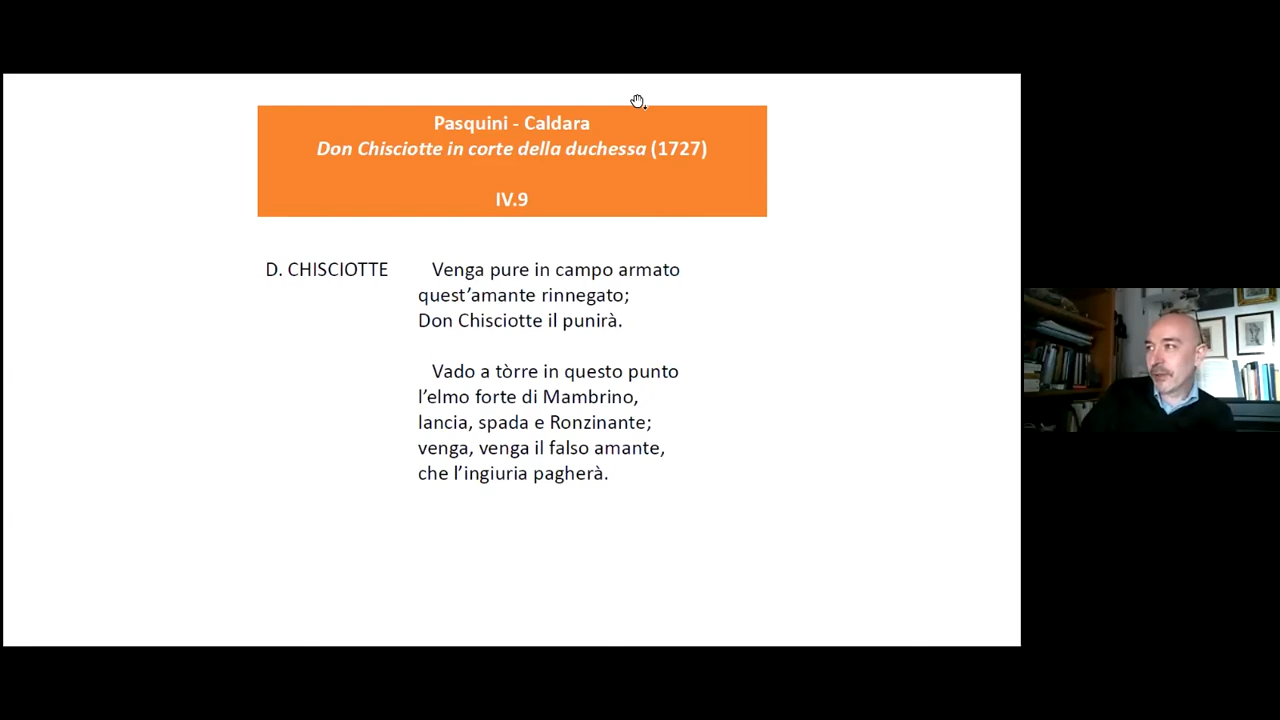 Pasquini - Caldara
Don Chisciotte in corte della duchessa (1727)
IV.9
D. CHISCIOTTE Venga pure in campo armato
quest’amante rinnegato;
Don Chisciotte il punirà.
Vado a tòrre in questo punto
l’elmo forte di Mambrino,
lancia, spada e Ronzinante;
venga, venga il falso amante,
che l’ingiuria pagherà.